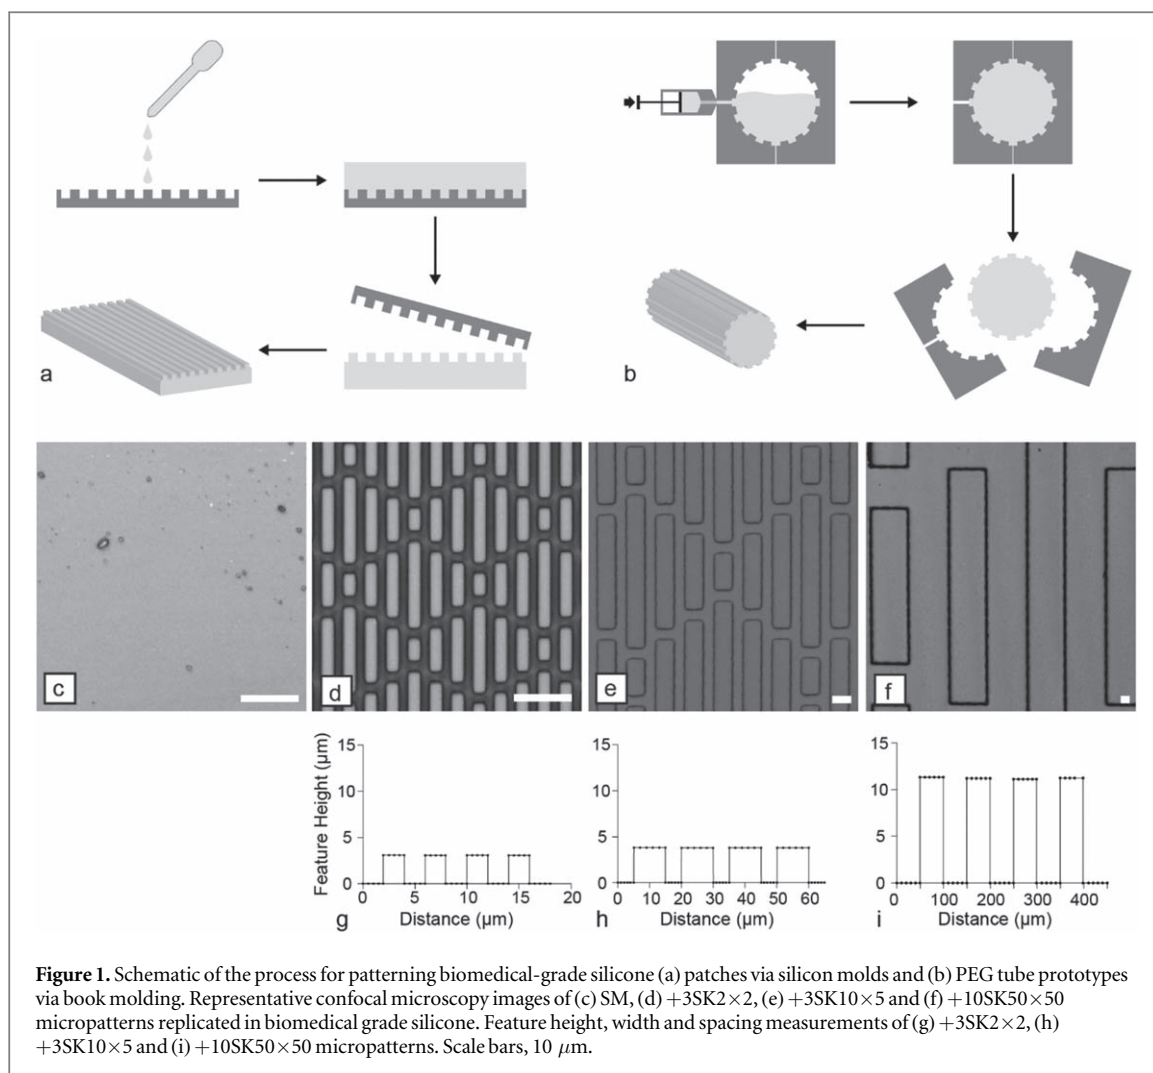 a
b
c
d
e
f
Feature Height (μm)
15
10
5
0
0
5
10
15
20
Distance (μm)
g
15
10
5
0
0 10 20 30 40 50 60
Distance (μm)
h
15
10
5
0
0 100 200 300 400
Distance (μm)
i
Figure 1. Schematic of the process for patterning biomedical-grade silicone (a) patches via silicon molds and (b) PEG tube prototypes
via book molding. Representative confocal microscopy images of (c) SM, (d) +3SK2×2, (e) +3SK10×5 and (f) +10SK50×50
micropatterns replicated in biomedical grade silicone. Feature height, width and spacing measurements of (g) +3SK2×2, (h)
+3SK10×5 and (i) +10SK50×50 micropatterns. Scale bars, 10 μm.